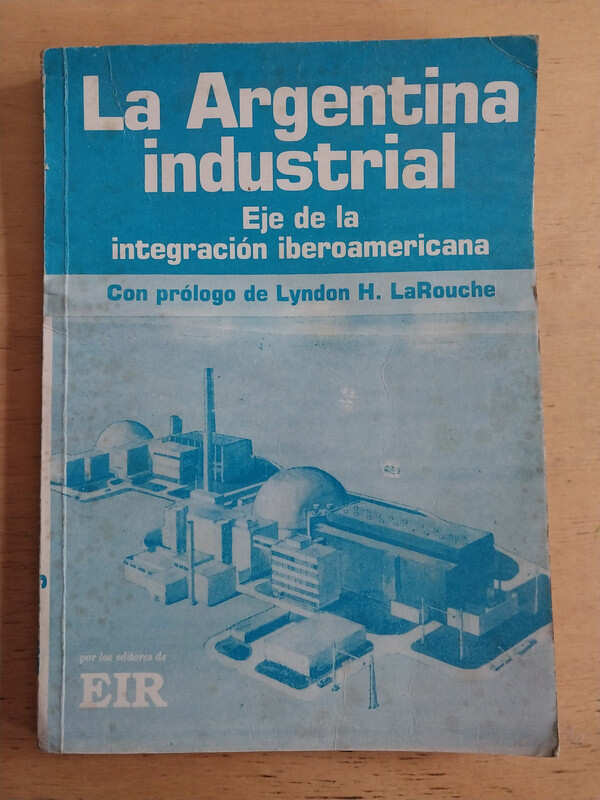 La Argentina
industrial
Eje de la
integración iberoamericana
Con prólogo de Lyndon H. LaRouche
por los editores de
EIR